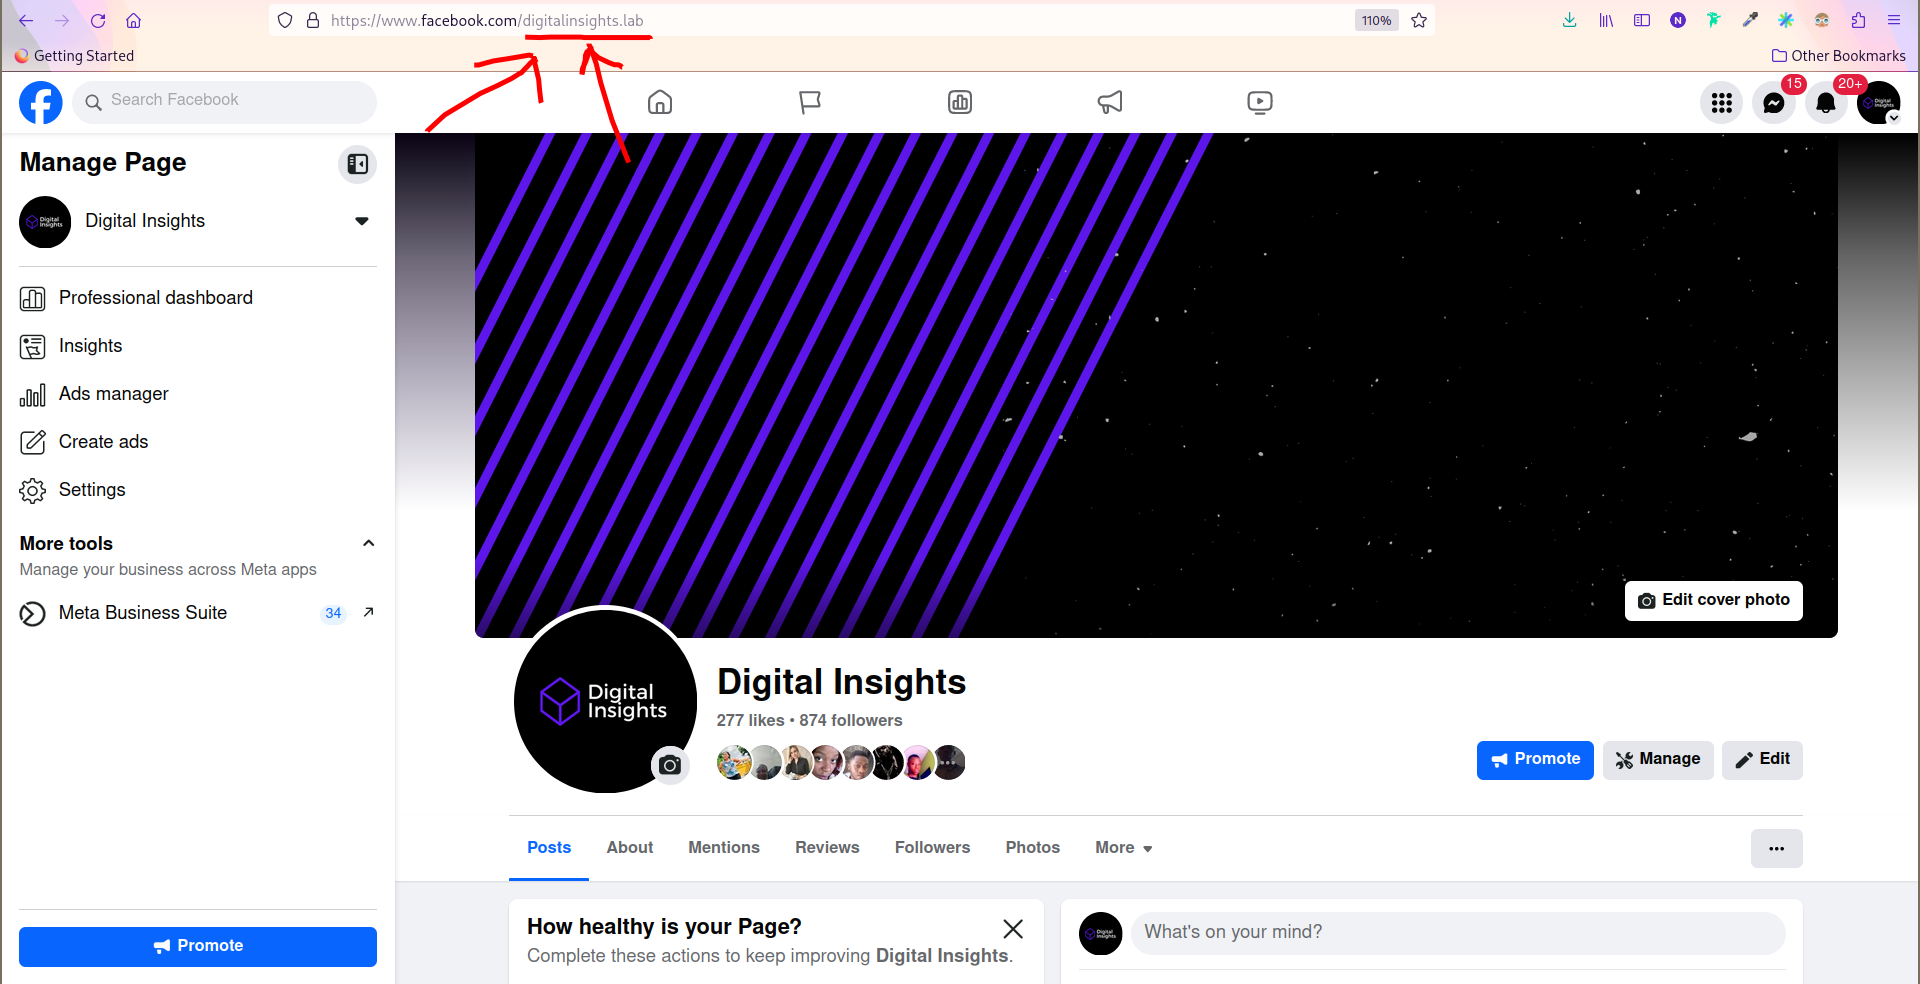 https://www.facebook.com/digitalinsights.lab
110%
Getting Started
Other Bookmarks
Search Facebook
15
20+
Manage Page
Digital Insights
Professional dashboard
Insights
Ads manager
Create ads
Settings
More tools
Manage your business across Meta apps
Meta Business Suite
34
Promote
Edit cover photo
Digital
Insights
Digital Insights
277 likes • 874 followers
Promote
Manage
Edit
Posts
About
Mentions
Reviews
Followers
Photos
More
How healthy is your Page?
Complete these actions to keep improving Digital Insights.
What's on your mind?